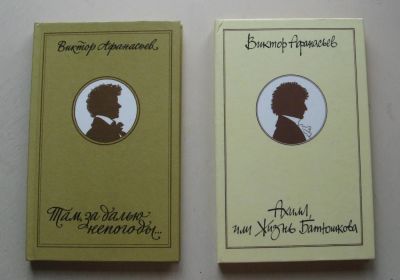 Виктор Афанасьев
Там, за далью
непогоды...
Виктор Афанасьев
Ахилл,
или Жизнь Батюшкова